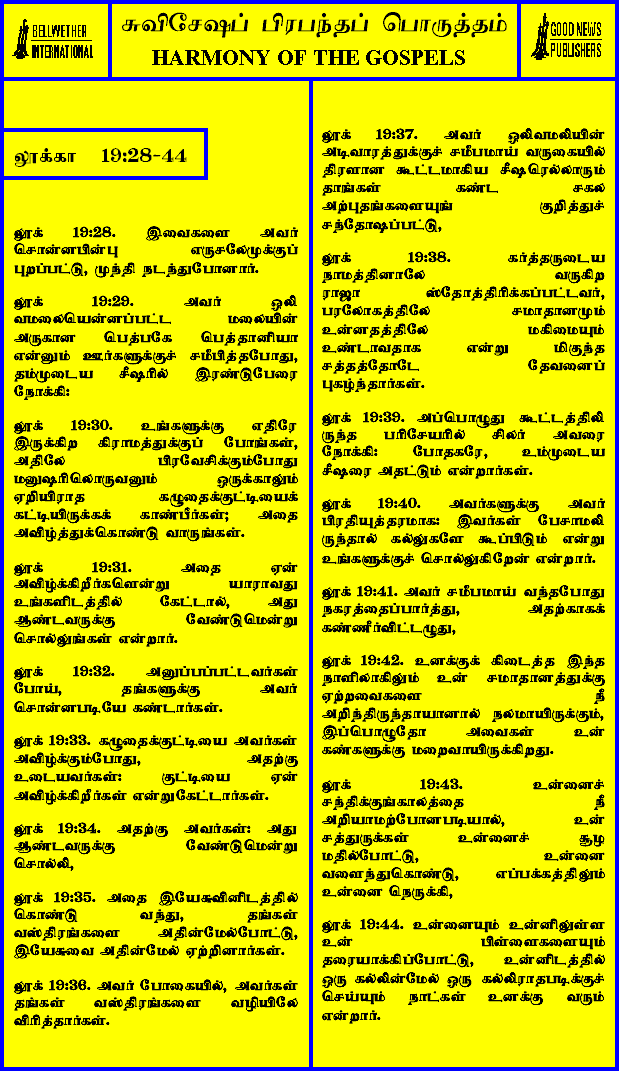 BELLWETHER
INTERNATIONAL
சுவிசேஷப் பிரபந்தப் பொருத்தம்
HARMONY OF THE GOSPELS
GOOD NEWS
PUBLISHERS
லூக்கா 19:28-44
லூக் 19:28. இவைகளை அவர்
சொன்னபின்பு எருசலேமுக்குப்
புறப்பட்டு, முந்தி நடந்துபோனார்.
லூக் 19:29. அவர் ஒலி
வமலையென்னப்பட்ட மலையின்
அருகான பெத்பகே பெத்தானியா
என்னும் ஊர்களுக்குச் சமீபித்தபோது,
தம்முடைய சீஷரில் இரண்டுபேரை
நோக்கி:
லூக் 19:30. உங்களுக்கு எதிரே
இருக்கிற கிராமத்துக்குப் போங்கள்,
அதிலே பிரவேசிக்கும்போது
மனுஷரிலொருவனும் ஒருக்காலும்
ஏறியிராத கழுதைக்குட்டியைக்
கட்டியிருக்கக் காண்பீர்கள்; அதை
அவிழ்த்துக்கொண்டு வாருங்கள்.
லூக் 19:31. அதை ஏன்
அவிழ்க்கிறீர்களென்று யாராவது
உங்களிடத்தில் கேட்டால், அது
ஆண்டவருக்கு வேண்டுமென்று
சொல்லுங்கள் என்றார்.
லூக் 19:32. அனுப்பப்பட்டவர்கள்
போய், தங்களுக்கு அவர்
சொன்னபடியே கண்டார்கள்.
லூக் 19:33. கழுதைக்குட்டியை அவர்கள்
அவிழ்க்கும்போது, அதற்கு
உடையவர்கள்: குட்டியை ஏன்
அவிழ்க்கிறீர்கள் என்றுகேட்டார்கள்.
லூக் 19:34. அதற்கு அவர்கள்: அது
ஆண்டவருக்கு வேண்டுமென்று
சொல்லி,
லூக் 19:35. அதை இயேசுவினிடத்தில்
கொண்டு வந்து, தங்கள்
வஸ்திரங்களை அதின்மேல்போட்டு,
இயேசுவை அதின்மேல் ஏற்றினார்கள்.
லூக் 19:36. அவர் போகையில், அவர்கள்
தங்கள் வஸ்திரங்களை வழியிலே
விரித்தார்கள்.
லூக் 19:37. அவர் ஒலிவமலியின்
அடிவாரத்துக்குச் சமீபமாய் வருகையில்
திரளான கூட்டமாகிய சீஷரெல்லாரும்
தாங்கள் கண்ட சகல
அற்புதங்களையுங் குறித்துச்
சந்தோஷப்பட்டு,
லூக் 19:38. கர்த்தருடைய
நாமத்தினாலே வருகிற
ராஜா ஸ்தோத்திரிக்கப்பட்டவர்,
பரலோகத்திலே சமாதானமும்
உன்னதத்திலே மகிமையும்
உண்டாவதாக என்று மிகுந்த
சத்தத்தோடே தேவனைப்
புகழ்ந்தார்கள்.
லூக் 19:39. அப்பொழுது கூட்டத்திலி
ருந்த பரிசேயரில் சிலர் அவரை
நோக்கி: போதகரே, உம்முடைய
சீஷரை அதட்டும் என்றார்கள்.
லூக் 19:40. அவர்களுக்கு அவர்
பிரதியுத்தரமாக: இவர்கள் பேசாமலி
ருந்தால் கல்லுகளே கூப்பிடும் என்று
உங்களுக்குச் சொல்லுகிறேன் என்றார்.
லூக் 19:41. அவர் சமீபமாய் வந்தபோது
நகரத்தைப்பார்த்து, அதற்காகக்
கண்ணீர்விட்டழுது,
லூக் 19:42. உனக்குக் கிடைத்த இந்த
நாளிலாகிலும் உன் சமாதானத்துக்கு
ஏற்றவைகளை நீ
அறிந்திருந்தாயானால் நலமாயிருக்கும்,
இப்பொழுதோ அவைகள் உன்
கண்களுக்கு மறைவாயிருக்கிறது.
லூக் 19:43. உன்னைச்
சந்திக்குங்காலத்தை நீ
அறியாமற்போனபடியால், உன்
சத்துருக்கள் உன்னைச் சூழ
மதில்போட்டு, உன்னை
வளைந்துகொண்டு, எப்பக்கத்திலும்
உன்னை நெருக்கி,
லூக் 19:44. உன்னையும் உன்னிலுள்ள
உன் பிள்ளைகளையும்
தரையாக்கிப்போட்டு, உன்னிடத்தில்
ஒரு கல்லின்மேல் ஒரு கல்லிராதபடிக்குச்
செய்யும் நாட்கள் உனக்கு வரும்
என்றார்.